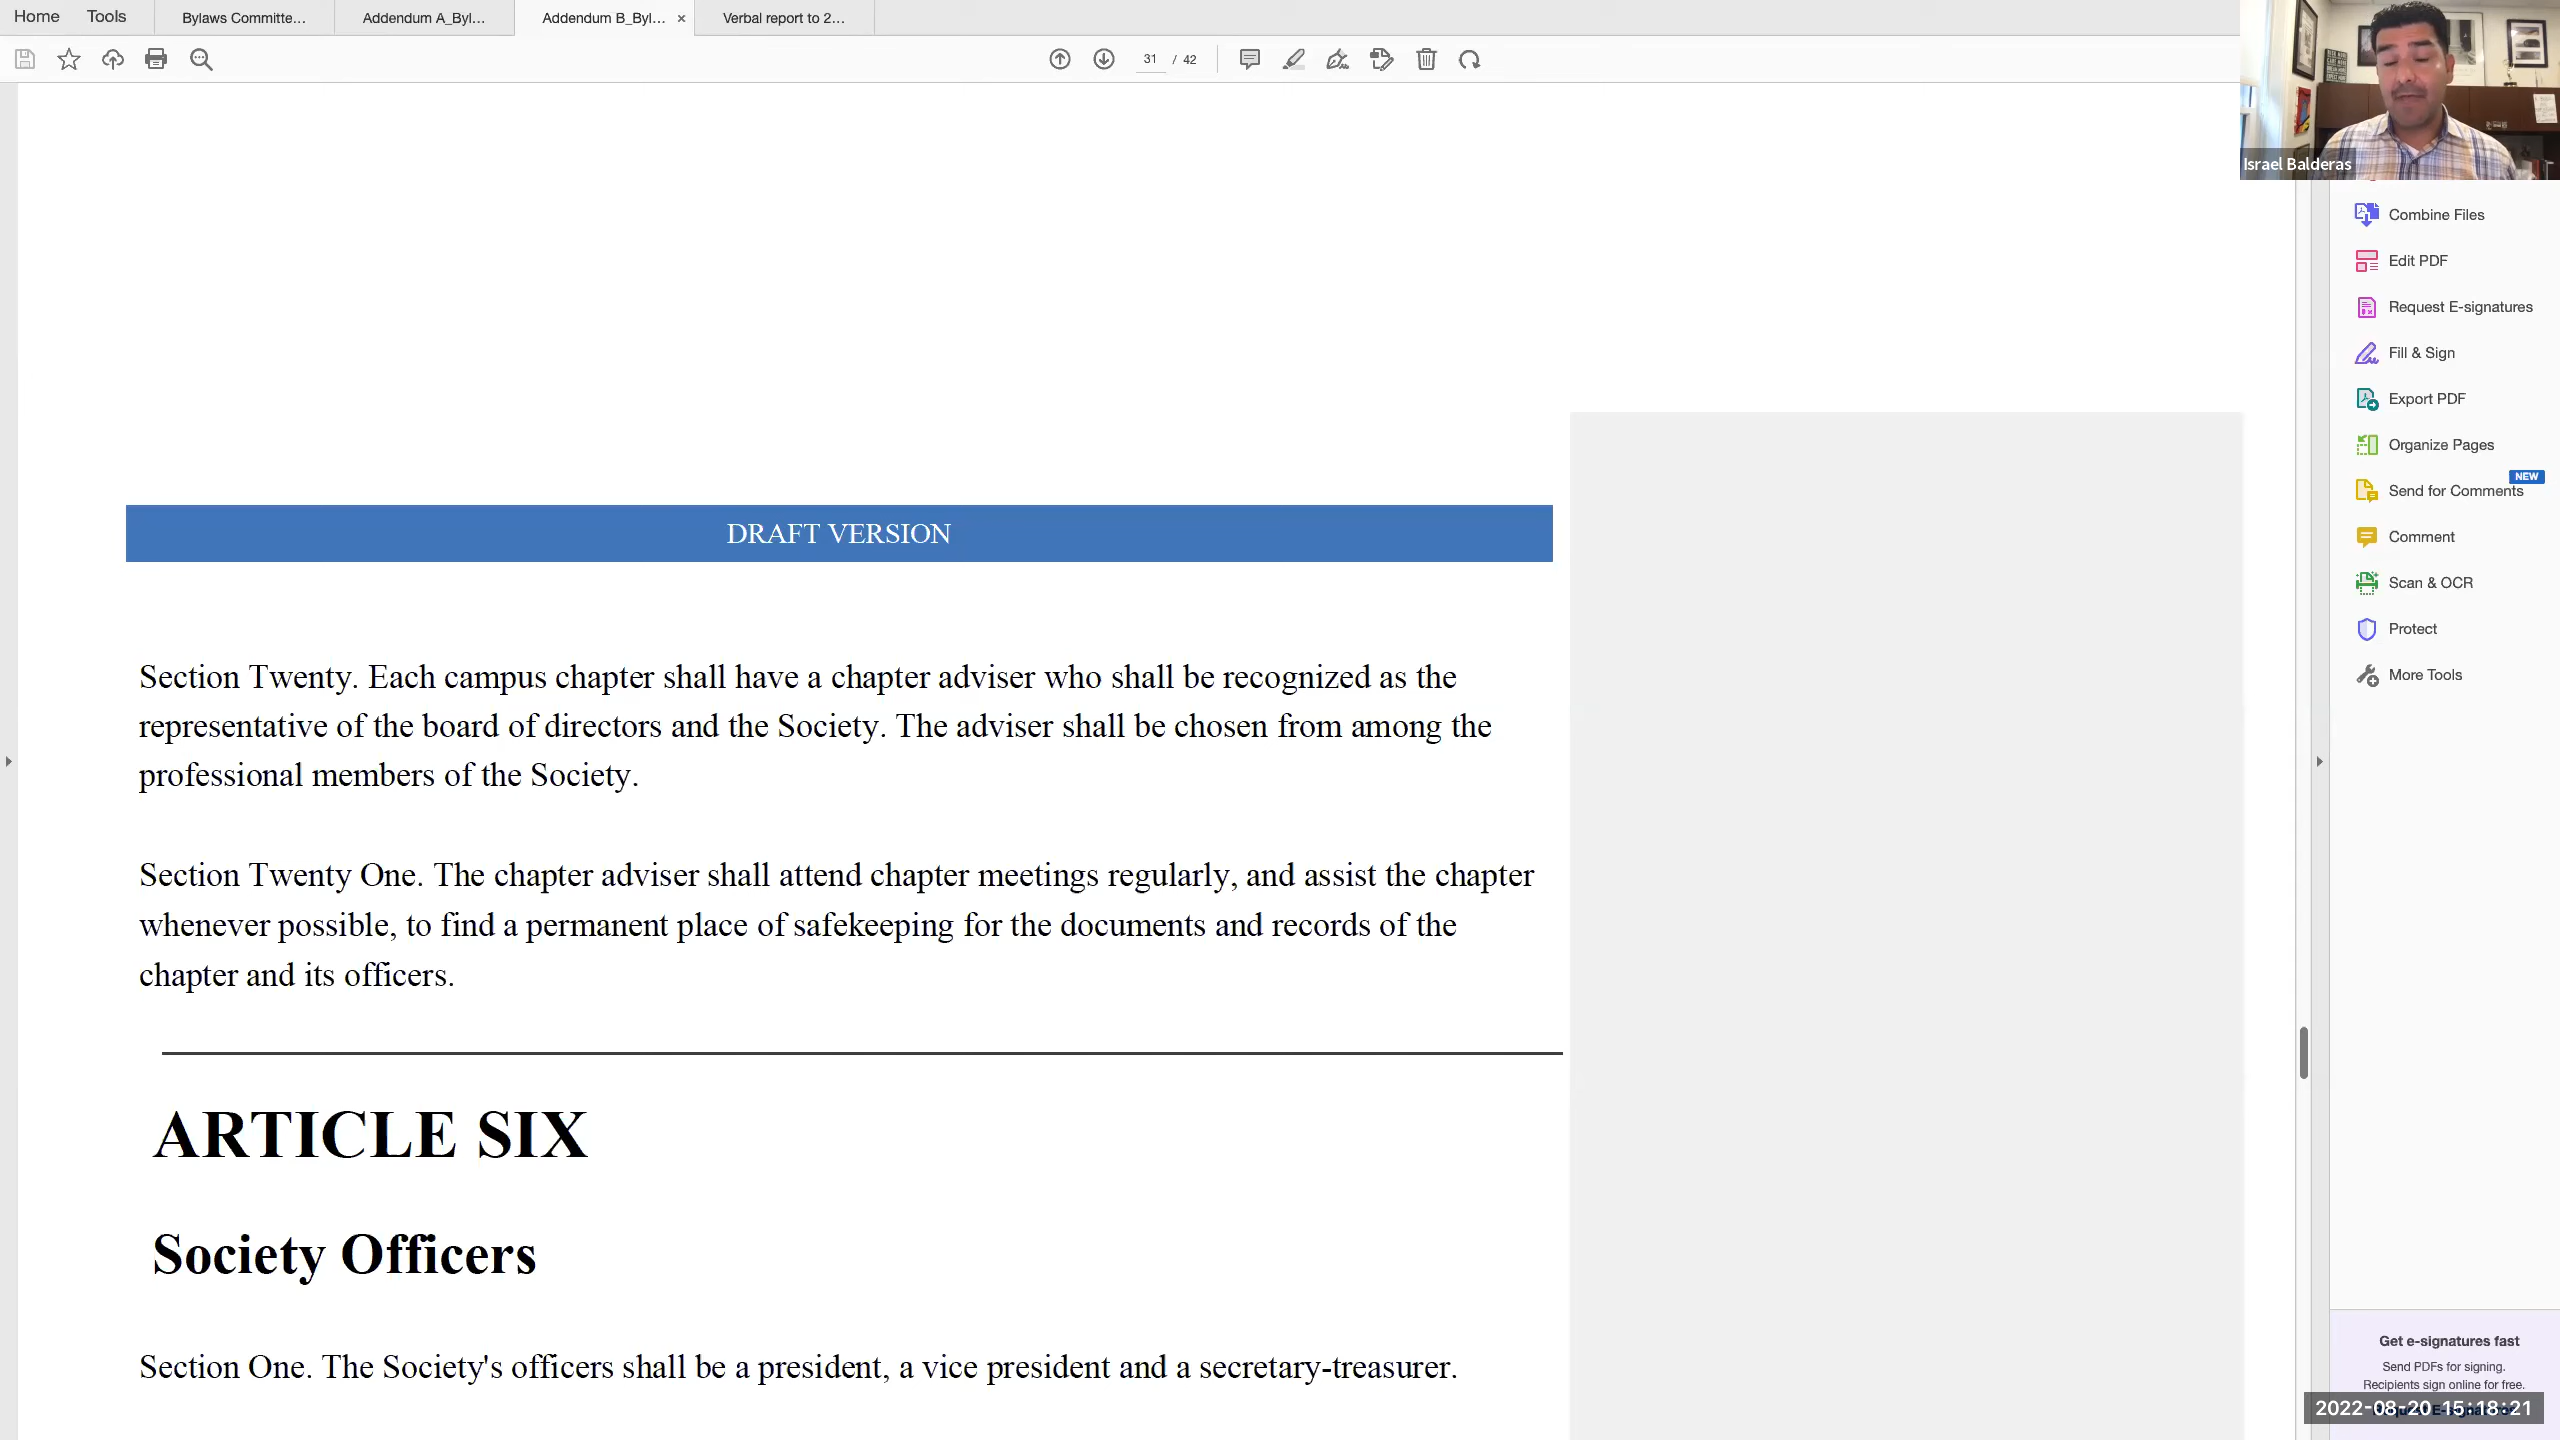 Home Tools Bylaws Committe... Addendum A_Byl... Addendum B_Byl... × Verbal report to 2...
31 / 42
Israel Balderas
Combine Files
Edit PDF
Request E-signatures
Fill & Sign
Export PDF
Organize Pages
NEW
Send for Comments
Comment
Scan & OCR
Protect
More Tools
DRAFT VERSION
Section Twenty. Each campus chapter shall have a chapter adviser who shall be recognized as the
representative of the board of directors and the Society. The adviser shall be chosen from among the
professional members of the Society.
Section Twenty One. The chapter adviser shall attend chapter meetings regularly, and assist the chapter
whenever possible, to find a permanent place of safekeeping for the documents and records of the
chapter and its officers.
ARTICLE SIX
Society Officers
Section One. The Society's officers shall be a president, a vice president and a secretary-treasurer.
Get e-signatures fast
Send PDFs for signing.
Recipients sign online for free.
2022-08-20 15:18:21